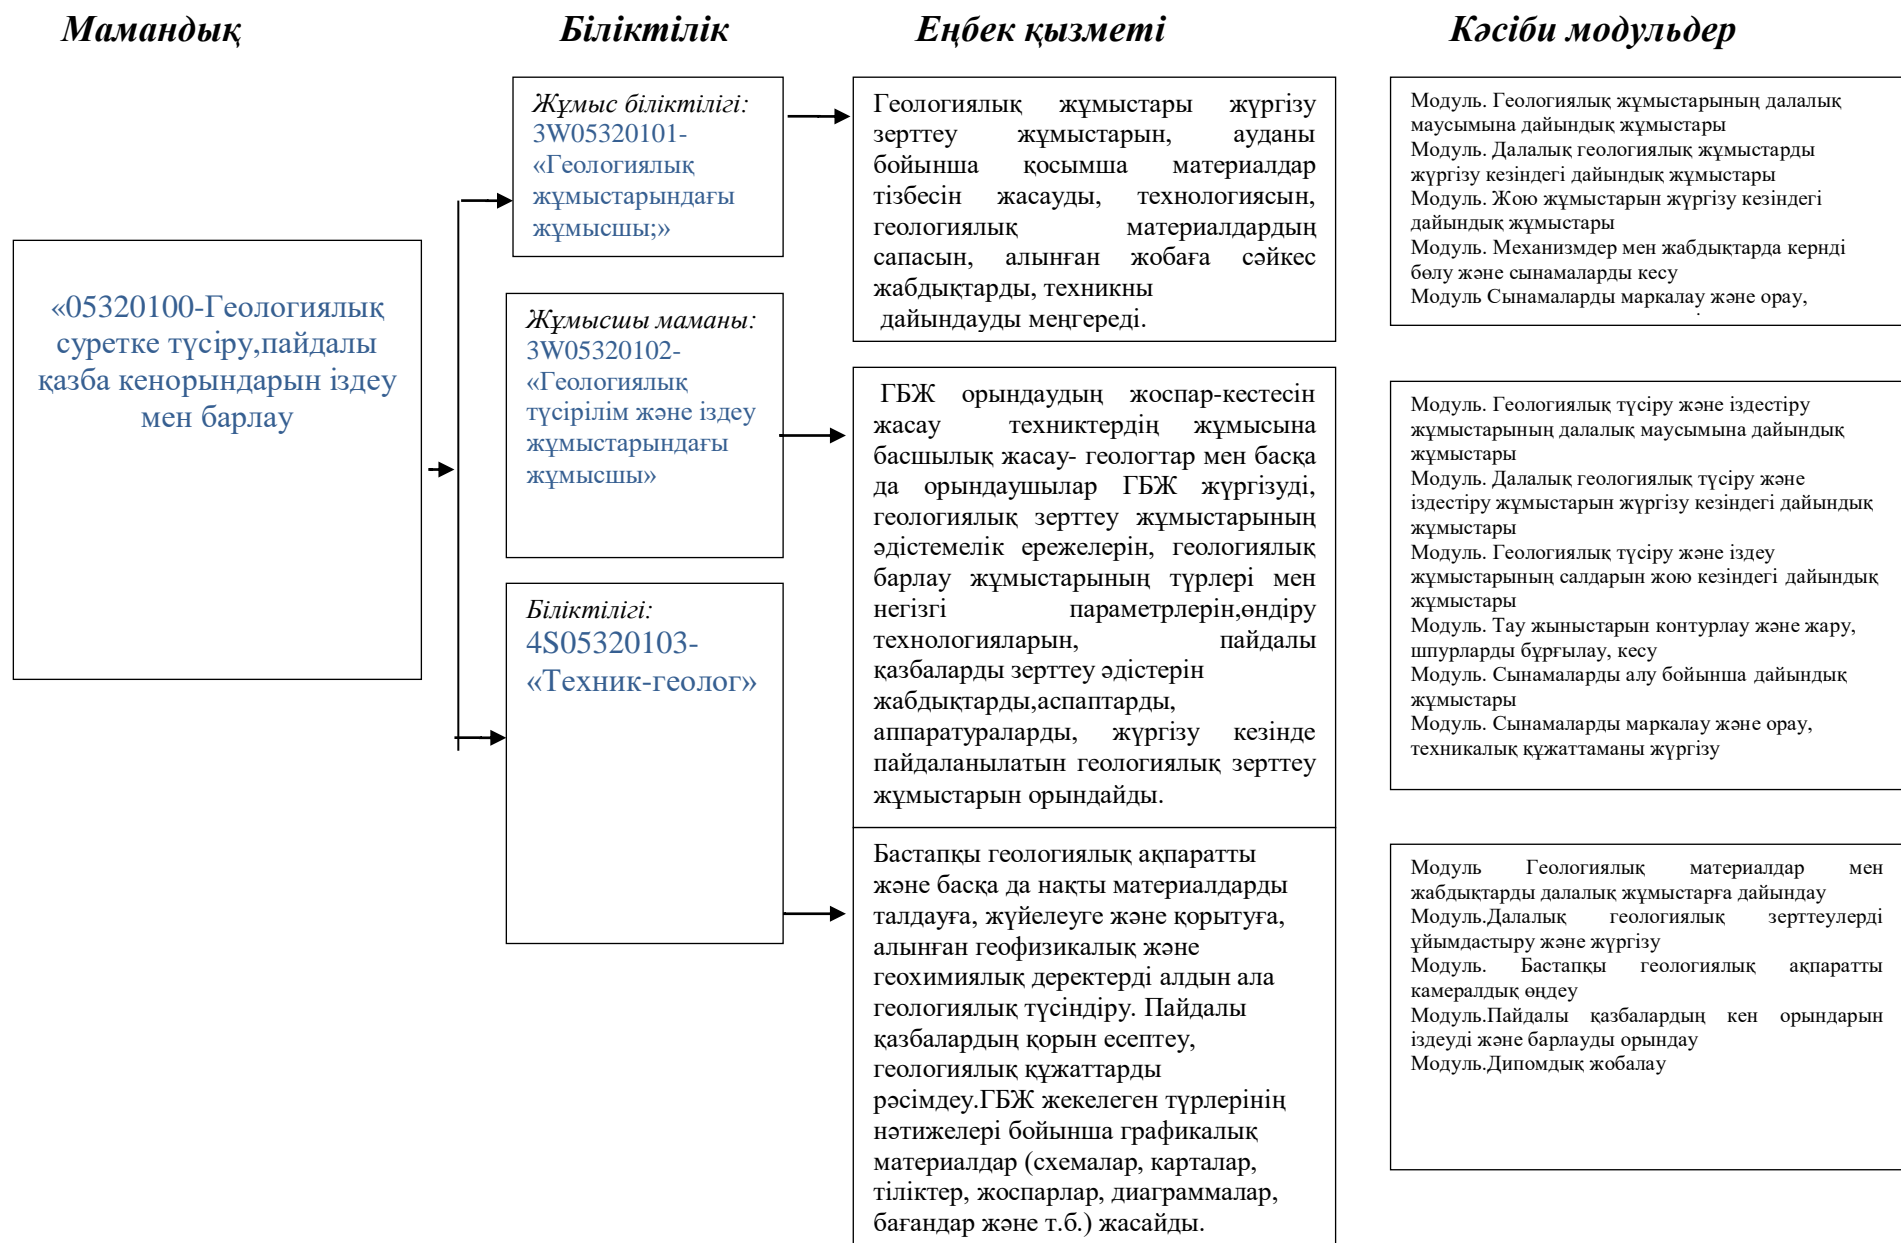 Мамандық
Біліктілік
Еңбек қызметі
Кәсіби модульдер
«05320100-Геологиялық
суретке түсіру,пайдалы
қазба кенорындарын іздеу
мен барлау
Жұмыс біліктілігі:
3W05320101-
«Геологиялық
жұмыстарындағы
жұмысшы;»
Жұмысшы маманы:
3W05320102-
«Геологиялық
түсірілім және іздеу
жұмыстарындағы
жұмысшы»
Біліктілігі:
4S05320103-
«Техник-геолог»
Геологиялық жұмыстары жүргізу
зерттеу жұмыстарын, ауданы
бойынша қосымша материалдар
тізбесін жасауды, технологиясын,
геологиялық материалдардың
сапасын, алынған жобаға сәйкес
жабдықтарды, техникны
дайындауды меңгереді.
ГБЖ орындаудың жоспар-кестесін
жасау техниктердің жұмысына
басшылық жасау- геологтар мен басқа
да орындаушылар ГБЖ жүргізуді,
геологиялық зерттеу жұмыстарының
әдістемелік ережелерін, геологиялық
барлау жұмыстарының түрлері мен
негізгі параметрлерін,өндіру
технологияларын, пайдалы
қазбаларды зерттеу әдістерін
жабдықтарды,аспаптарды,
аппаратураларды, жүргізу кезінде
пайдаланылатын геологиялық зерттеу
жұмыстарын орындайды.
Бастапқы геологиялық ақпаратты
және басқа да нақты материалдарды
талдауға, жүйелеуге және қорытуға,
алынған геофизикалық және
геохимиялық деректерді алдын ала
геологиялық түсіндіру. Пайдалы
қазбалардың қорын есептеу,
геологиялық құжаттарды
рәсімдеу.ГБЖ жекелеген түрлерінің
нәтижелері бойынша графикалық
материалдар (схемалар, карталар,
тіліктер, жоспарлар, диаграммалар,
бағандар және т.б.) жасайды.
Модуль. Геологиялық жұмыстарының далалық
маусымына дайындық жұмыстары
Модуль. Далалық геологиялық жұмыстарды
жүргізу кезіндегі дайындық жұмыстары
Модуль. Жою жұмыстарын жүргізу кезіндегі
дайындық жұмыстары
Модуль. Механизмдер мен жабдықтарда кернді
бөлу және сынамаларды кесу
Модуль Сынамаларды маркалау және орау,
Модуль. Геологиялық түсіру және іздестіру
жұмыстарының далалық маусымына дайындық
жұмыстары
Модуль. Далалық геологиялық түсіру және
іздестіру жұмыстарын жүргізу кезіндегі дайындық
жұмыстары
Модуль. Геологиялық түсіру және іздеу
жұмыстарының салдарын жою кезіндегі дайындық
жұмыстары
Модуль. Тау жыныстарын контурлау және жару,
шпурларды бұрғылау, кесу
Модуль. Сынамаларды алу бойынша дайындық
жұмыстары
Модуль. Сынамаларды маркалау және орау,
техникалық құжаттаманы жүргізу
Модуль Геологиялық материалдар мен
жабдықтарды далалық жұмыстарға дайындау
Модуль.Далалық геологиялық зерттеулерді
ұйымдастыру және жүргізу
Модуль. Бастапқы геологиялық ақпаратты
камералдық өңдеу
Модуль.Пайдалы қазбалардың кен орындарын
іздеуді және барлауды орындау
Модуль.Дипомдық жобалау